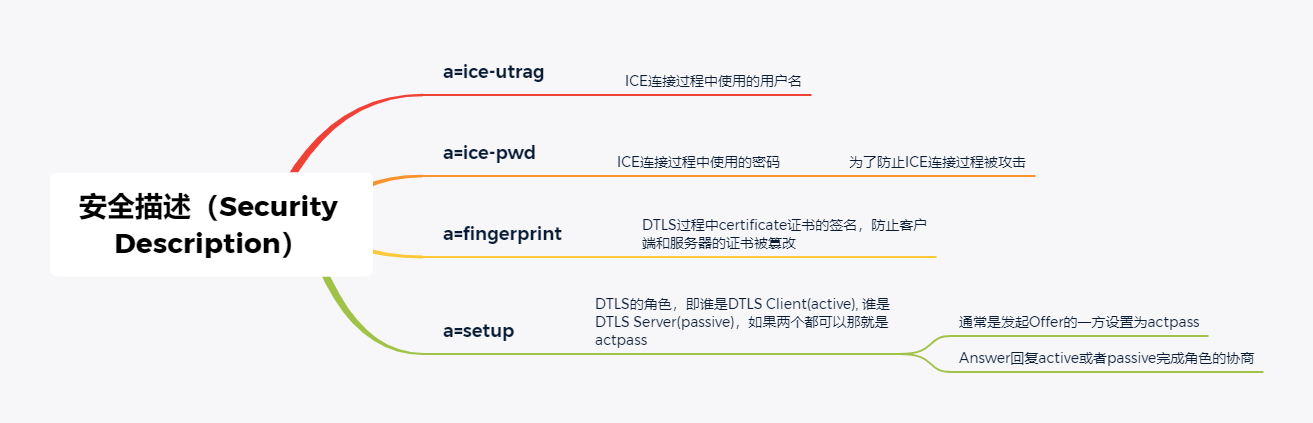 安全描述（Security
Description）
a=ice-utrag
ICE连接过程中使用的用户名
a=ice-pwd
ICE连接过程中使用的密码
为了防止ICE连接过程被攻击
a=fingerprint
DTLS过程中certificate证书的签名，防止客户
端和服务器的证书被篡改
a=setup
DTLS的角色，即谁是DTLS Client(active), 谁是
DTLS Server(passive)，如果两个都可以那就是
actpass
通常是发起Offer的一方设置为actpass
Answer回复active或者passive完成角色的协商